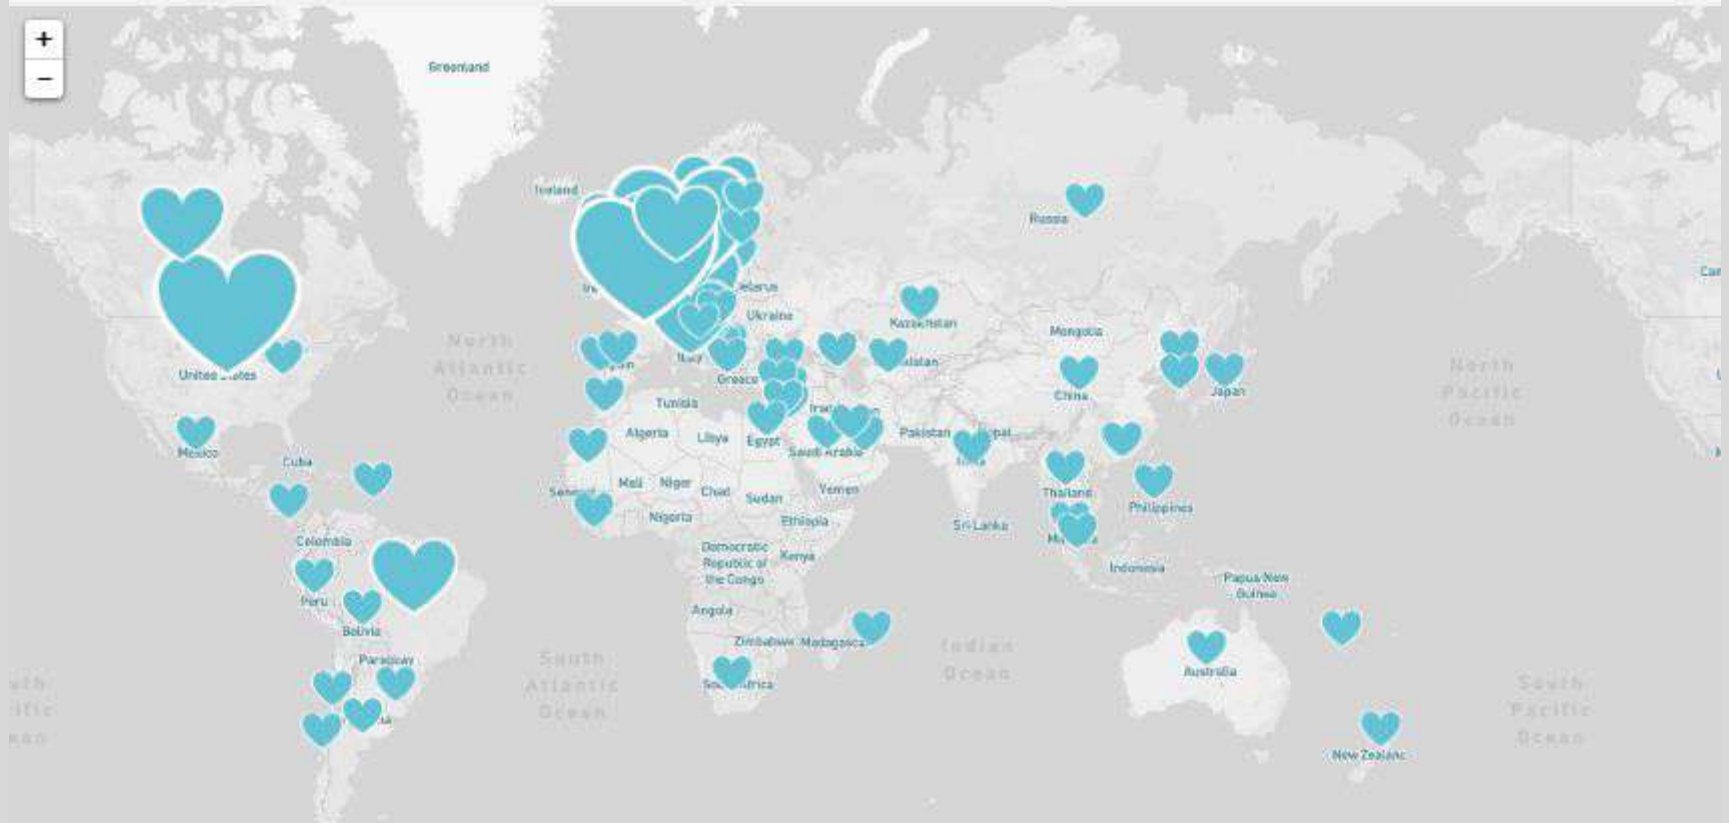 +
−
Greenland
Iceland
Russia
elarus
Ukraine
Kazakhstan
Mongolia
North
Atlantic
Ocean
North
Pacific
Ocean
United
Italy
Greece
China
Japan
Tunisia
Algeria
Libya
Egypt
Pakistan
Saudi Arabia
Mexico
Cuba
Mali
Niger
Chad
Sudan
Yemen
Thailand
Philippines
Nigeria
Ethiopia
Sri Lanka
Colombia
Democratic
Republic of
the Congo
Kenya
Indonesia
Papua New
Guinea
Peru
Bolivia
Angola
Zimbabwe
Madagasca
Paraguay
South
Atlantic
Ocean
Indian
Ocean
Australia
South
Pacific
Ocean
New Zealand